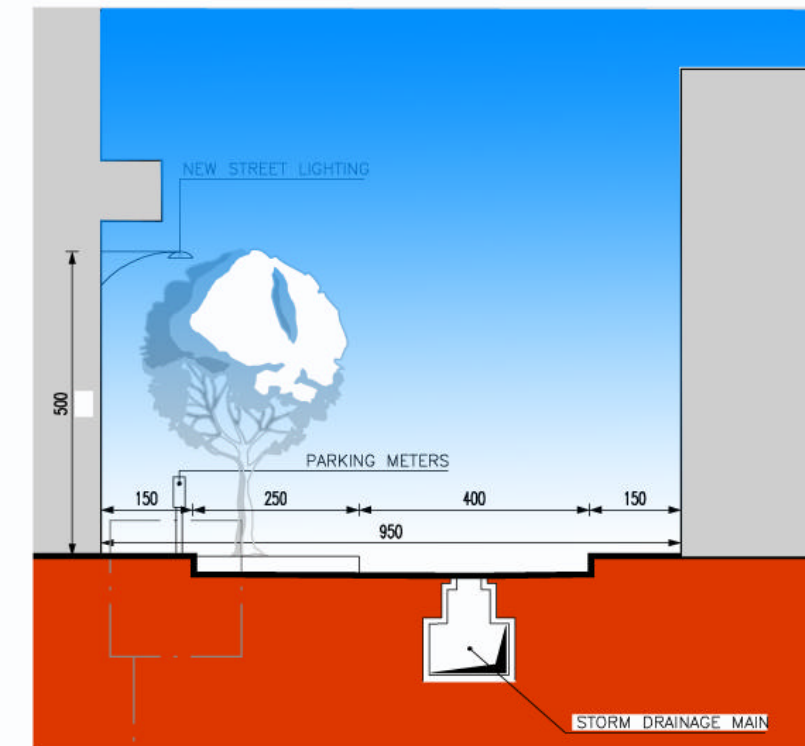 NEW STREET LIGHTING
500
PARKING METERS
150
250
400
150
950
STORM DRAINAGE MAIN